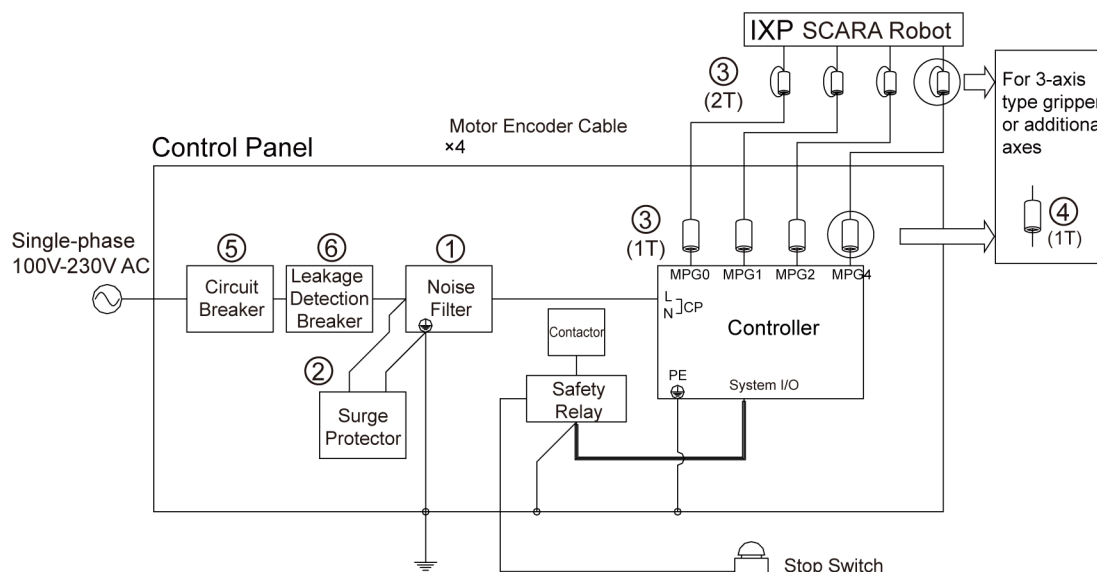 IXP SCARA Robot
③
(2T)
For 3-axis
type gripper
or additiona
axes
④
(1T)
Motor Encoder Cable
×4
Control Panel
③
(1T)
Single-phase
100V-230V AC
⑤
Circuit
Breaker
⑥
Leakage
Detection
Breaker
①
Noise
Filter
②
Surge
Protector
Contactor
Safety
Relay
MPG0 MPG1 MPG2 MPG4
L
N
CP
Controller
PE
System I/O
Stop Switch